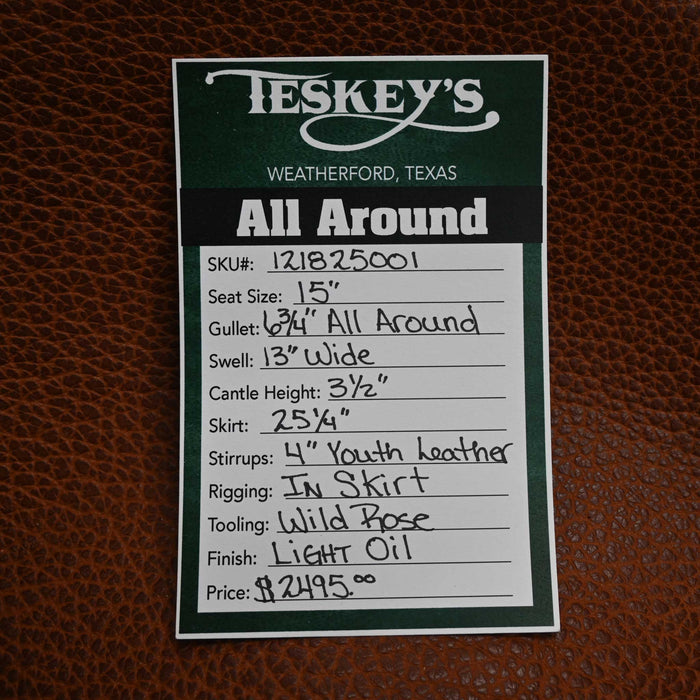 TESKEY'S
WEATHERFORD, TEXAS
All Around
SKU#: 121825001
Seat Size: 15"
Gullet: 6¾" All Around
Swell: 13" Wide
Cantle Height: 3½"
Skirt: 25¼"
Stirrups: 4" Youth Leather
Rigging: IN Skirt
Tooling: Wild Rose
Finish: LIGHT Oil
Price: $2495.00